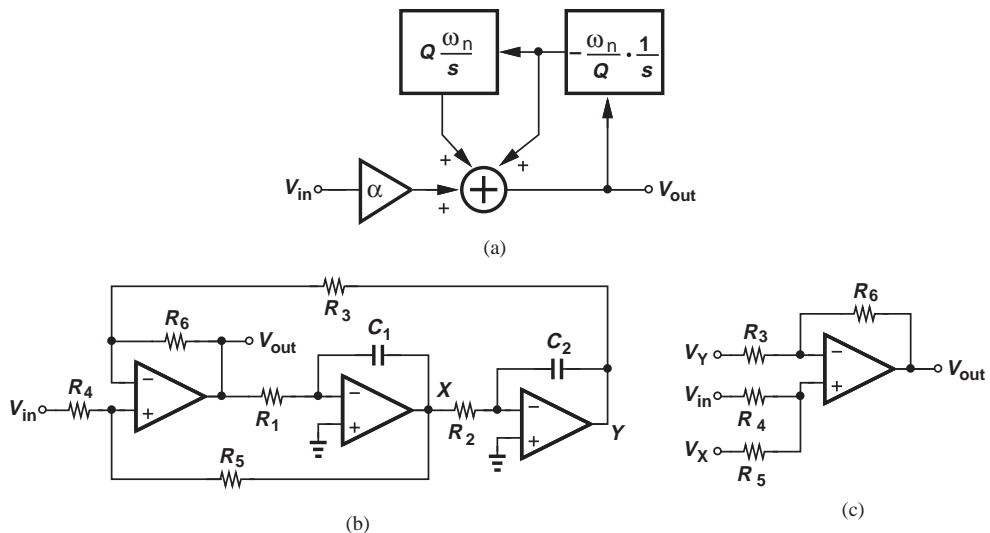 Q ωn / s
− ωn / Q · 1 / s
+ +
Vin α + Vout
(a)
R3
R6 C1 C2
Vout
R4 − − −
Vin + R1 + X R2 + Y
R5
(b)
R6
R3
VY −
Vin + Vout
R4
VX
R5
(c)